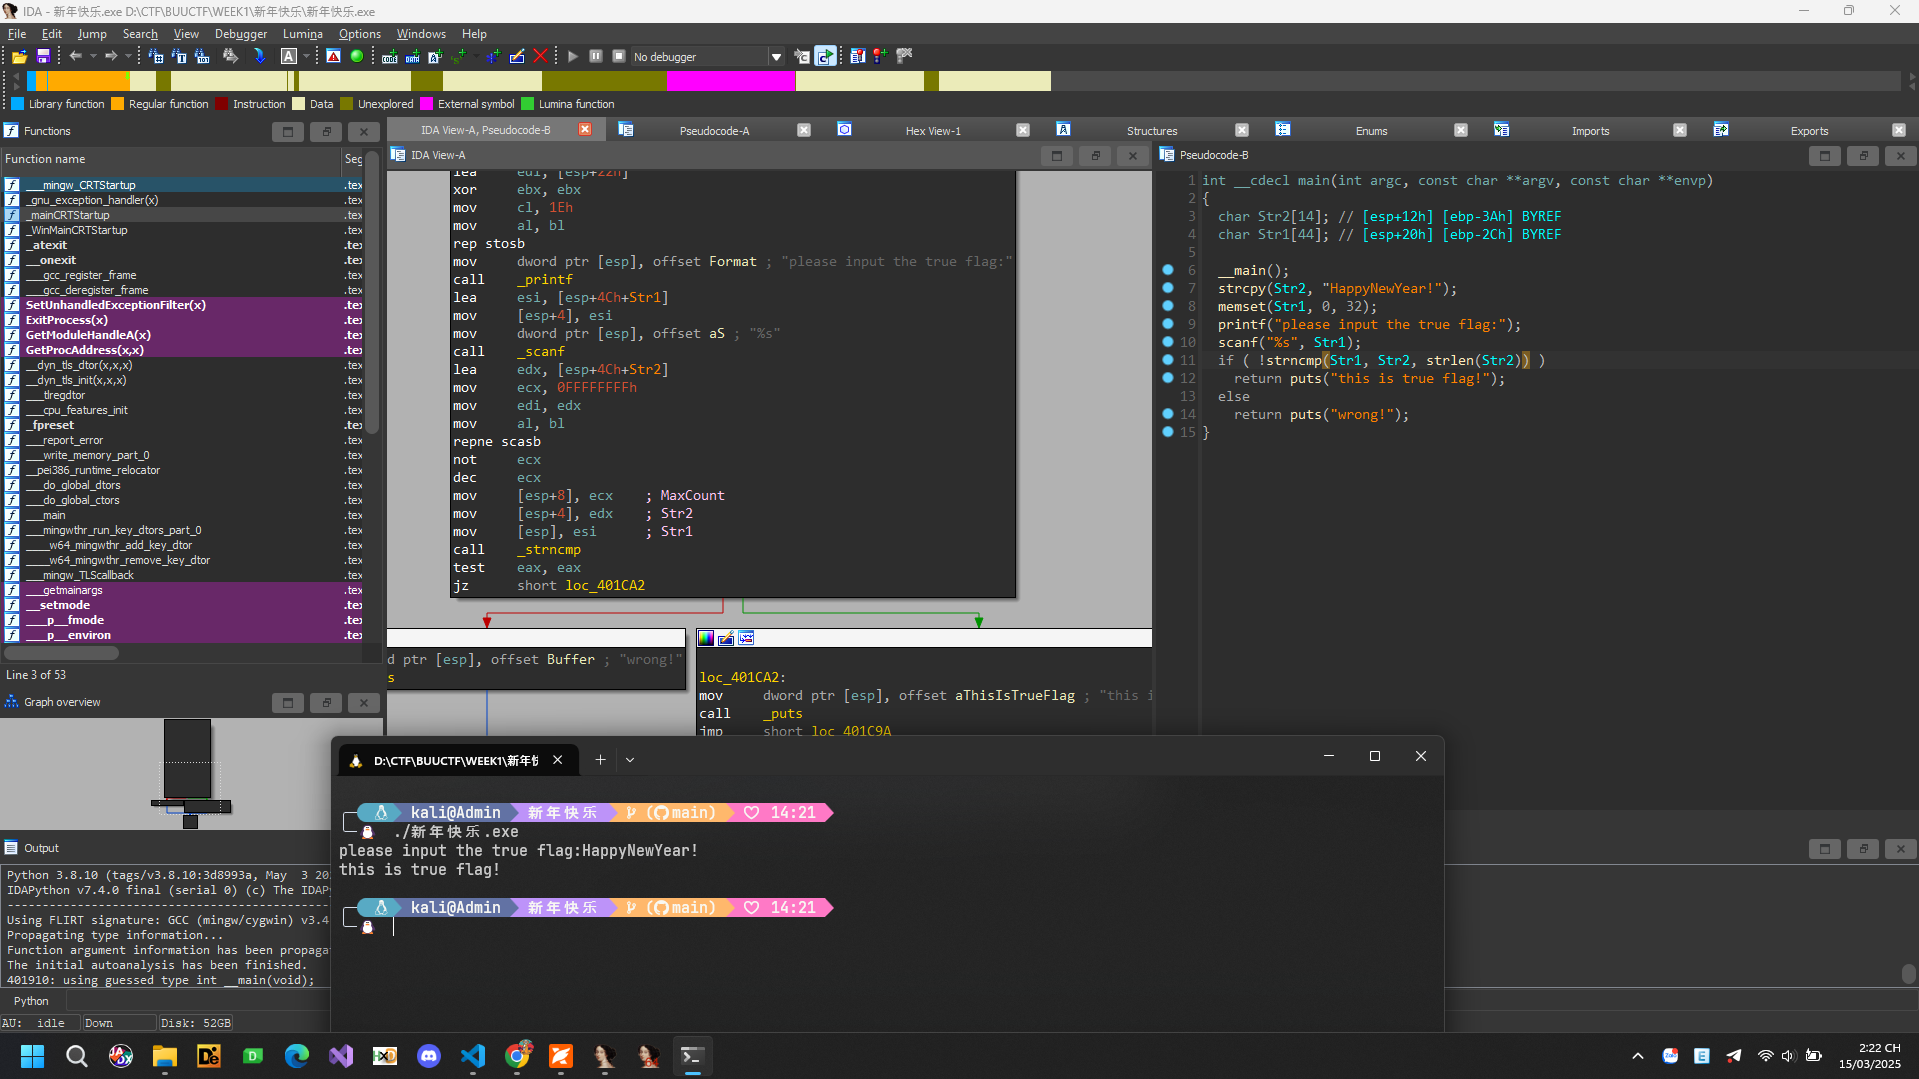 IDA - 新年快乐.exe D:\CTF\BUUCTF\WEEK1\新年快乐\新年快乐.exe
File Edit Jump Search View Debugger Lumina Options Windows Help
No debugger
Library function Regular function Instruction Data Unexplored External symbol Lumina function
Functions
Function name Seg
___mingw_CRTStartup .tex
_gnu_exception_handler(x) .tex
_mainCRTStartup .tex
_WinMainCRTStartup .tex
_atexit .tex
__onexit .tex
___gcc_register_frame .tex
___gcc_deregister_frame .tex
SetUnhandledExceptionFilter(x) .tex
ExitProcess(x) .tex
GetModuleHandleA(x) .tex
GetProcAddress(x,x) .tex
__dyn_tls_dtor(x,x,x) .tex
__dyn_tls_init(x,x,x) .tex
___tlregdtor .tex
___cpu_features_init .tex
_fpreset .tex
___report_error .tex
___write_memory_part_0 .tex
__pei386_runtime_relocator .tex
___do_global_dtors .tex
___do_global_ctors .tex
___main .tex
___mingwthr_run_key_dtors_part_0 .tex
____w64_mingwthr_add_key_dtor .tex
____w64_mingwthr_remove_key_dtor .tex
___mingw_TLScallback .tex
___getmainargs .tex
__setmode .tex
____p__fmode .tex
____p__environ .tex
Line 3 of 53
Graph overview
IDA View-A, Pseudocode-B Pseudocode-A Hex View-1 Structures Enums Imports Exports
IDA View-A
lea edi, [esp+22h]
xor ebx, ebx
mov cl, 1Eh
mov al, bl
rep stosb
mov dword ptr [esp], offset Format ; "please input the true flag:"
call _printf
lea esi, [esp+4Ch+Str1]
mov [esp+4], esi
mov dword ptr [esp], offset aS ; "%s"
call _scanf
lea edx, [esp+4Ch+Str2]
mov ecx, 0FFFFFFFFh
mov edi, edx
mov al, bl
repne scasb
not ecx
dec ecx
mov [esp+8], ecx ; MaxCount
mov [esp+4], edx ; Str2
mov [esp], esi ; Str1
call _strncmp
test eax, eax
jz short loc_401CA2
d ptr [esp], offset Buffer ; "wrong!"
s
loc_401CA2:
mov dword ptr [esp], offset aThisIsTrueFlag ; "this i
call _puts
jmp short loc_401C9A
Pseudocode-B
1 int __cdecl main(int argc, const char **argv, const char **envp)
2 {
3 char Str2[14]; // [esp+12h] [ebp-3Ah] BYREF
4 char Str1[44]; // [esp+20h] [ebp-2Ch] BYREF
5
6 __main();
7 strcpy(Str2, "HappyNewYear!");
8 memset(Str1, 0, 32);
9 printf("please input the true flag:");
10 scanf("%s", Str1);
11 if ( !strncmp(Str1, Str2, strlen(Str2)) )
12 return puts("this is true flag!");
13 else
14 return puts("wrong!");
15 }
Output
Python 3.8.10 (tags/v3.8.10:3d8993a, May 3 202
IDAPython v7.4.0 final (serial 0) (c) The IDAPy
Using FLIRT signature: GCC (mingw/cygwin) v3.4
Propagating type information...
Function argument information has been propaga
The initial autoanalysis has been finished.
401910: using guessed type int __main(void);
Python
AU: idle Down Disk: 52GB
D:\CTF\BUUCTF\WEEK1\新年快
kali@Admin 新年快乐 (main) 14:21
./新年快乐.exe
please input the true flag:HappyNewYear!
this is true flag!
kali@Admin 新年快乐 (main) 14:21
2:22 CH
15/03/2025